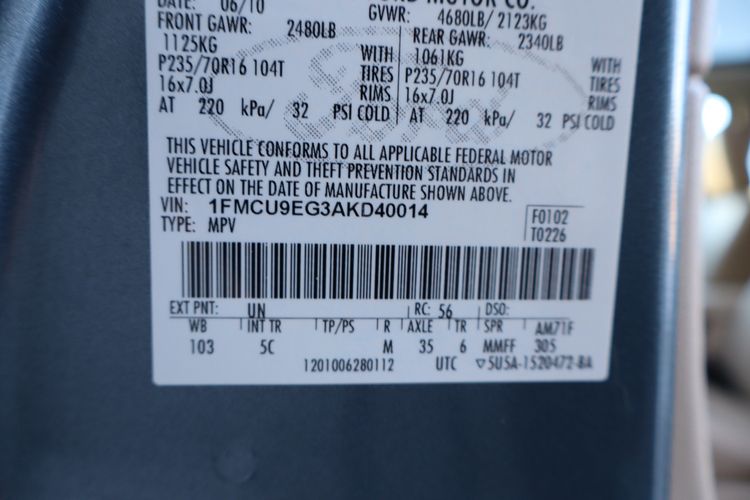 DATE: 06/10
FORD MOTOR CO.
GVWR: 4680LB/ 2123KG
FRONT GAWR: 2480LB
REAR GAWR: 2340LB
1125KG WITH
1061KG WITH
P235/70R16 104T TIRES
P235/70R16 104T TIRES
16x7.0J RIMS
16x7.0J RIMS
AT 220 kPa/ 32 PSI COLD
AT 220 kPa/ 32 PSI COLD
THIS VEHICLE CONFORMS TO ALL APPLICABLE FEDERAL MOTOR
VEHICLE SAFETY AND THEFT PREVENTION STANDARDS IN
EFFECT ON THE DATE OF MANUFACTURE SHOWN ABOVE.
VIN: 1FMCU9EG3AKD40014
TYPE: MPV
F0102
T0226
EXT PNT: UN RC: 56 DSO:
WB INT TR TP/PS R AXLE TR SPR AM71F
103 5C M 35 6 MMFF 305
1201006280112 UTC ▽5U5A-1520472-BA